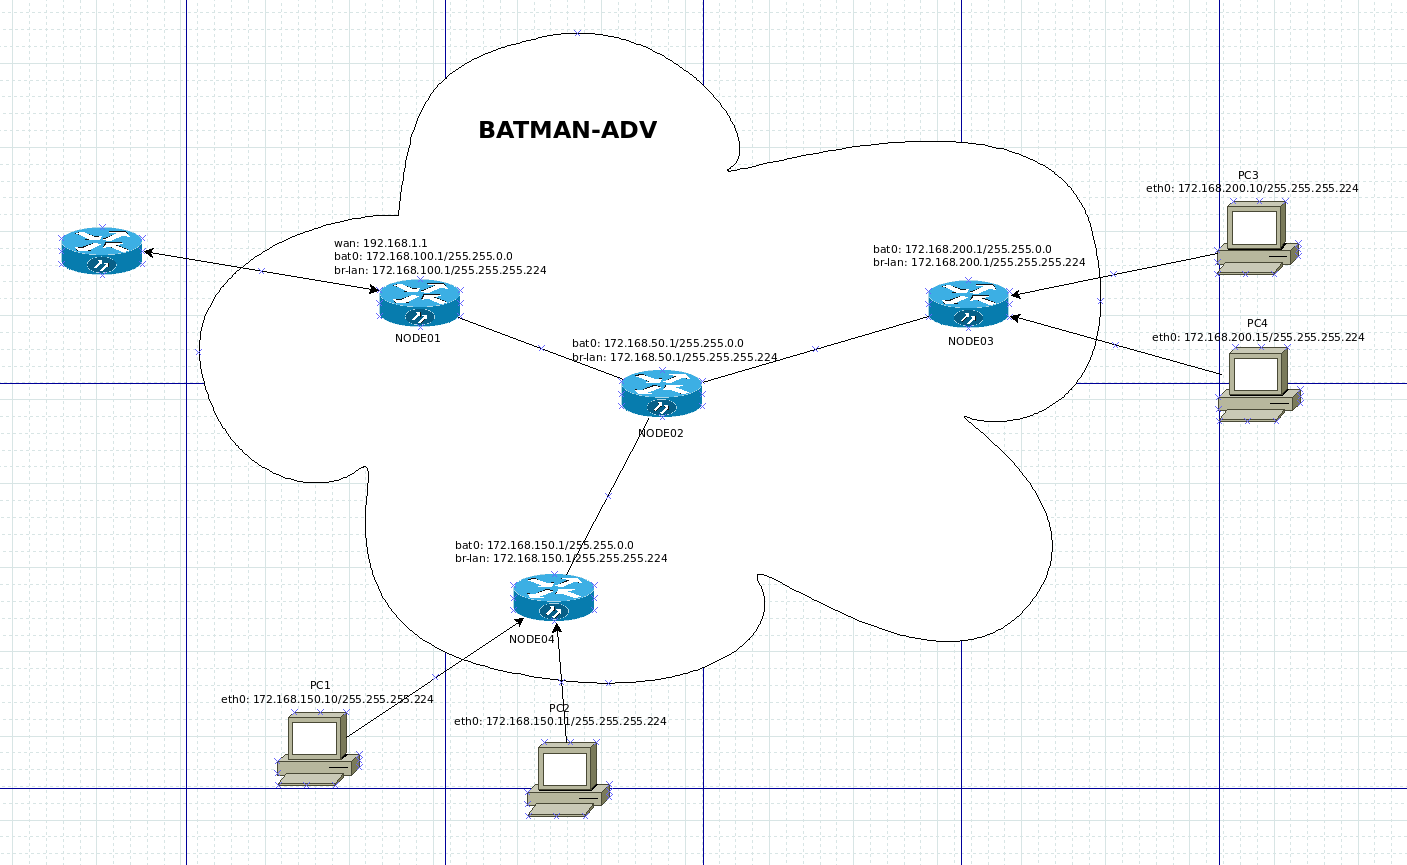 BATMAN-ADV
PC3
eth0: 172.168.200.10/255.255.255.224
wan: 192.168.1.1
bat0: 172.168.100.1/255.255.0.0
br-lan: 172.168.100.1/255.255.255.224
NODE01
bat0: 172.168.200.1/255.255.0.0
br-lan: 172.168.200.1/255.255.255.224
NODE03
PC4
eth0: 172.168.200.15/255.255.255.224
bat0: 172.168.50.1/255.255.0.0
br-lan: 172.168.50.1/255.255.255.224
NODE02
bat0: 172.168.150.1/255.255.0.0
br-lan: 172.168.150.1/255.255.255.224
NODE04
PC1
eth0: 172.168.150.10/255.255.255.224
PC2
eth0: 172.168.150.11/255.255.255.224